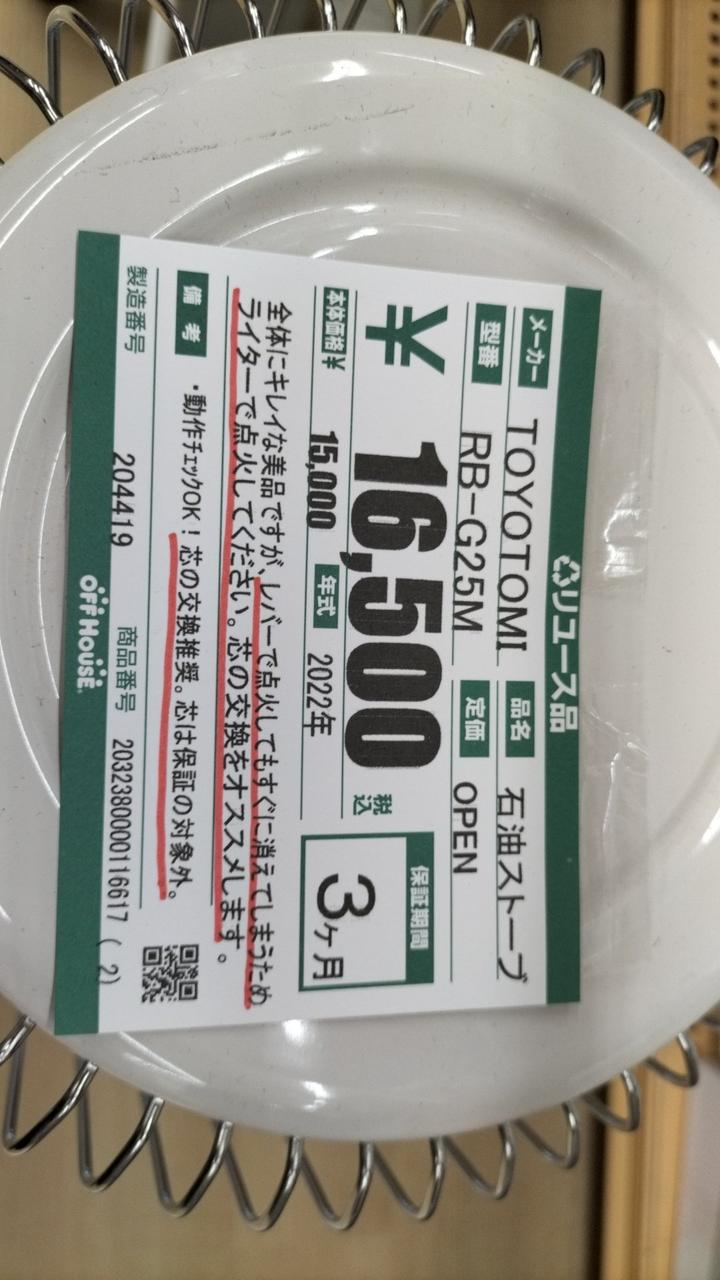 リユース品
メーカー TOYOTOMI 品名 石油ストーブ
型番 RB-G25M 定価 OPEN
¥ 16,500 税込
保証期間
3ヶ月
本体価格¥ 15,000 年式 2022年
全体にキレイな美品ですが、レバーで点火してもすぐに消えてしまうため
ライターで点火してください。芯の交換をオススメします。
備考 ・動作チェックOK！芯の交換推奨。芯は保証の対象外。
製造番号 204419 商品番号 2032380000116617 (2)
OFF HOUSE